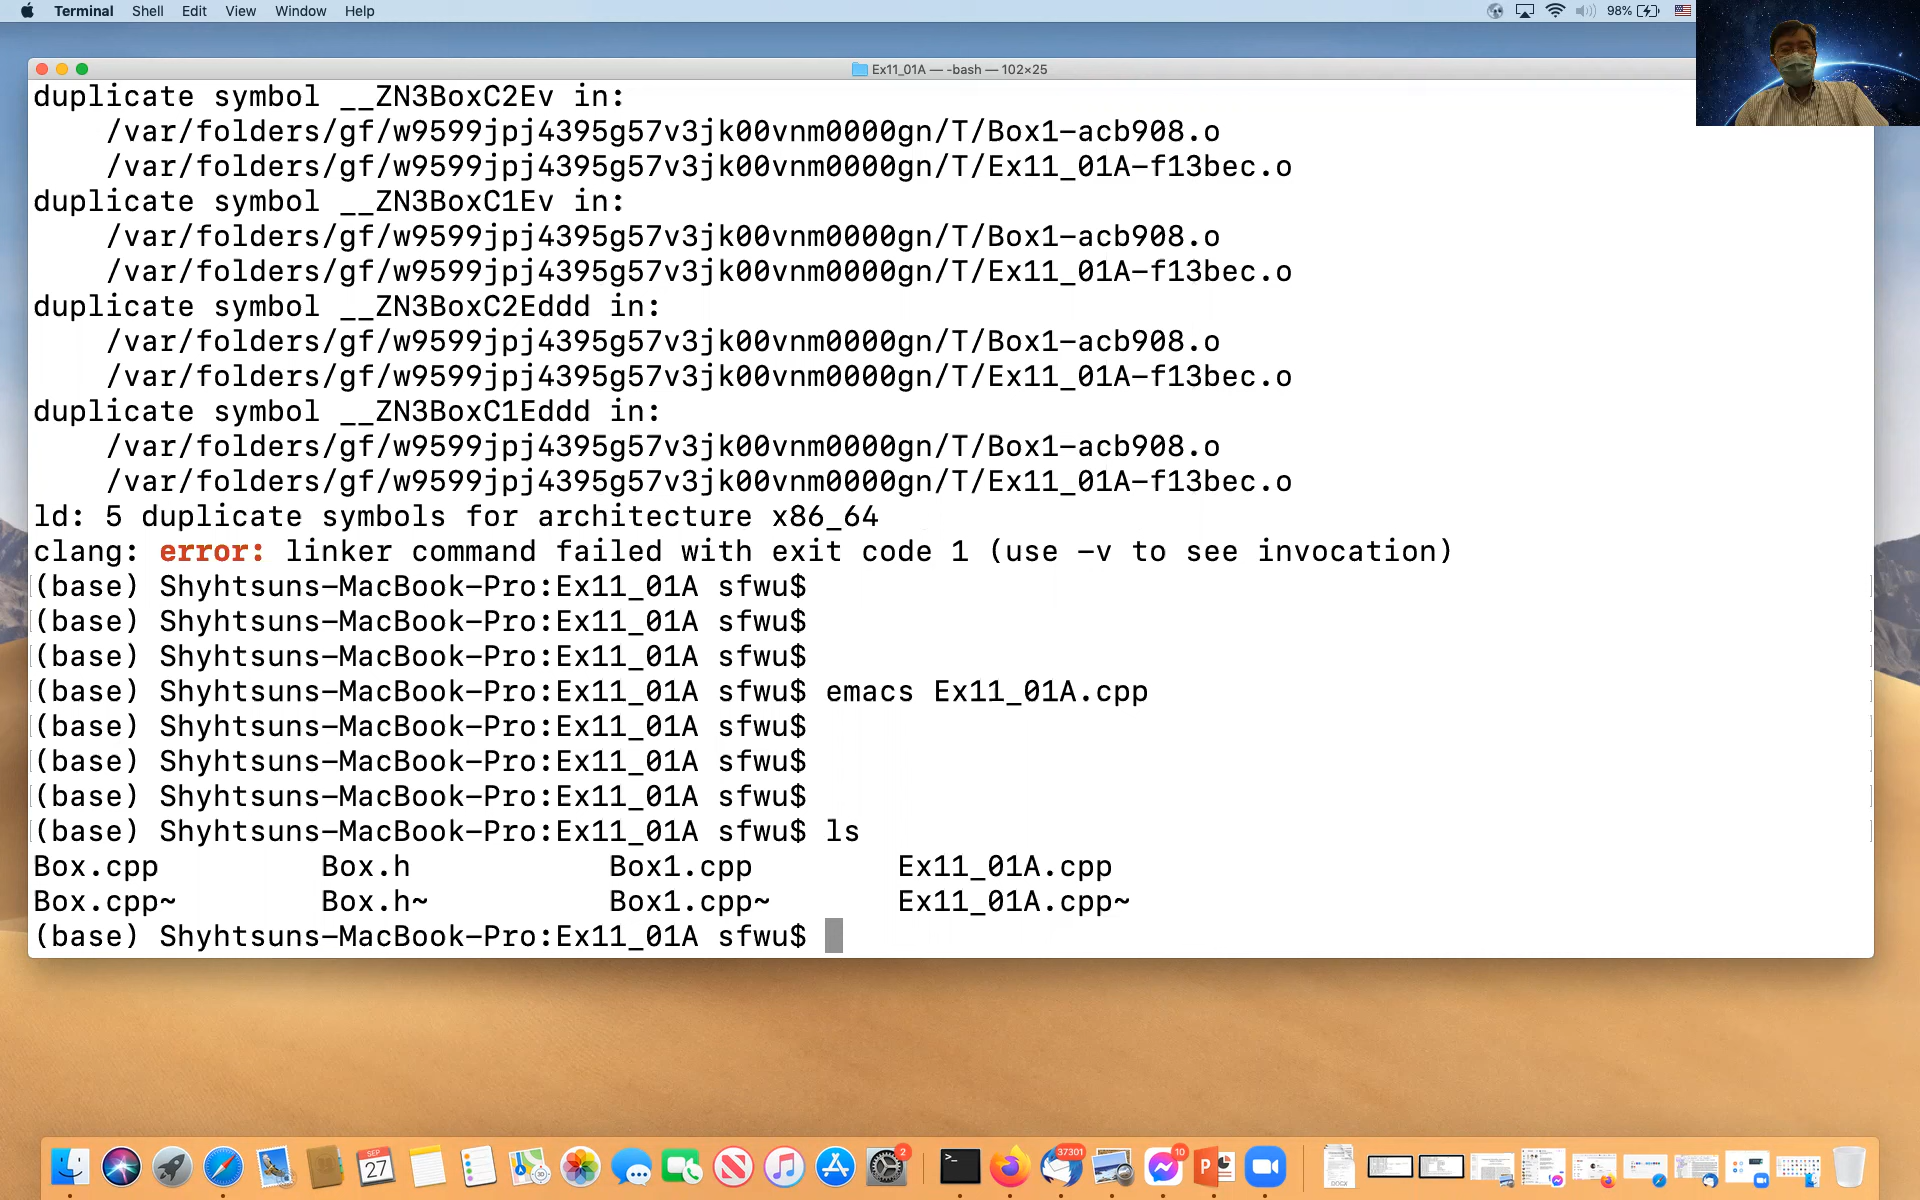 Terminal Shell Edit View Window Help 98%
Ex11_01A — -bash — 102×25
duplicate symbol __ZN3BoxC2Ev in:
/var/folders/gf/w9599jpj4395g57v3jk00vnm0000gn/T/Box1-acb908.o
/var/folders/gf/w9599jpj4395g57v3jk00vnm0000gn/T/Ex11_01A-f13bec.o
duplicate symbol __ZN3BoxC1Ev in:
/var/folders/gf/w9599jpj4395g57v3jk00vnm0000gn/T/Box1-acb908.o
/var/folders/gf/w9599jpj4395g57v3jk00vnm0000gn/T/Ex11_01A-f13bec.o
duplicate symbol __ZN3BoxC2Eddd in:
/var/folders/gf/w9599jpj4395g57v3jk00vnm0000gn/T/Box1-acb908.o
/var/folders/gf/w9599jpj4395g57v3jk00vnm0000gn/T/Ex11_01A-f13bec.o
duplicate symbol __ZN3BoxC1Eddd in:
/var/folders/gf/w9599jpj4395g57v3jk00vnm0000gn/T/Box1-acb908.o
/var/folders/gf/w9599jpj4395g57v3jk00vnm0000gn/T/Ex11_01A-f13bec.o
ld: 5 duplicate symbols for architecture x86_64
clang: error: linker command failed with exit code 1 (use -v to see invocation)
(base) Shyhtsuns-MacBook-Pro:Ex11_01A sfwu$
(base) Shyhtsuns-MacBook-Pro:Ex11_01A sfwu$
(base) Shyhtsuns-MacBook-Pro:Ex11_01A sfwu$
(base) Shyhtsuns-MacBook-Pro:Ex11_01A sfwu$ emacs Ex11_01A.cpp
(base) Shyhtsuns-MacBook-Pro:Ex11_01A sfwu$
(base) Shyhtsuns-MacBook-Pro:Ex11_01A sfwu$
(base) Shyhtsuns-MacBook-Pro:Ex11_01A sfwu$
(base) Shyhtsuns-MacBook-Pro:Ex11_01A sfwu$ ls
Box.cpp Box.h Box1.cpp Ex11_01A.cpp
Box.cpp~ Box.h~ Box1.cpp~ Ex11_01A.cpp~
(base) Shyhtsuns-MacBook-Pro:Ex11_01A sfwu$
SEP 27 2 >_ 37301 10 P